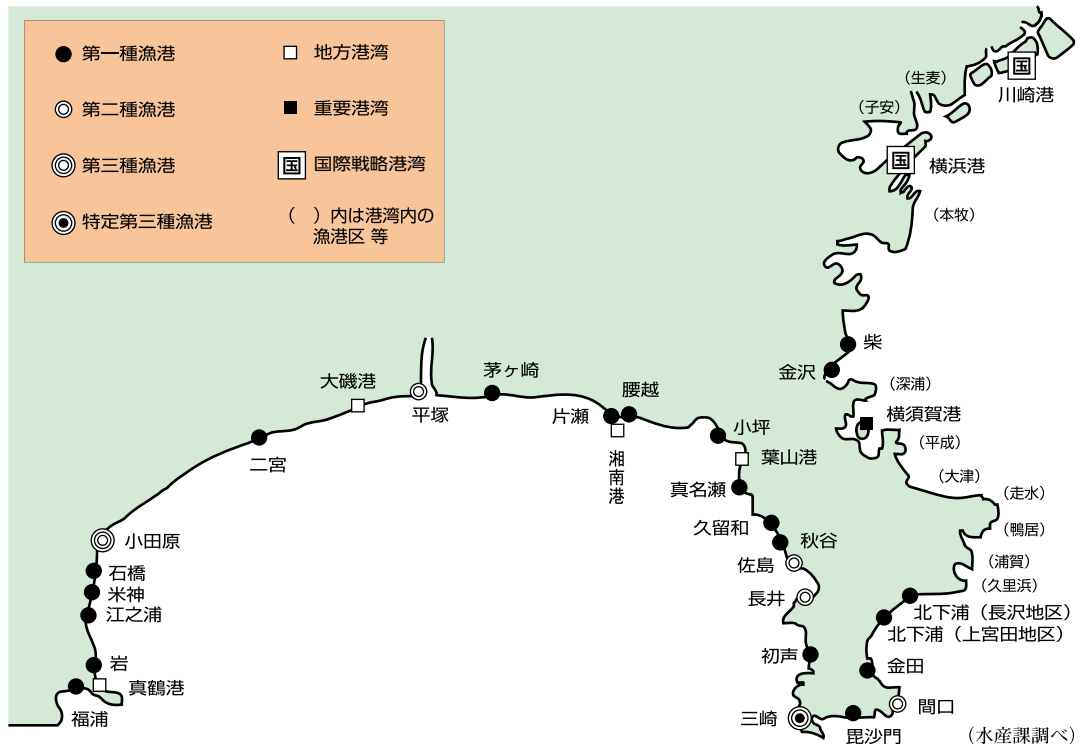 第一種漁港
第二種漁港
第三種漁港
特定第三種漁港
地方港湾
重要港湾
国 国際戦略港湾
（　）内は港湾内の
漁港区 等
国
川崎港
（生麦）
（子安）
国
横浜港
（本牧）
柴
金沢
（深浦）
横須賀港
（平成）
（大津）
（走水）
（鴨居）
（浦賀）
（久里浜）
北下浦（長沢地区）
北下浦（上宮田地区）
金田
間口
毘沙門
三崎
初声
長井
佐島
秋谷
久留和
真名瀬
葉山港
小坪
腰越
片瀬
湘南港
茅ヶ崎
平塚
大磯港
二宮
小田原
石橋
米神
江之浦
岩
真鶴港
福浦
（水産課調べ）